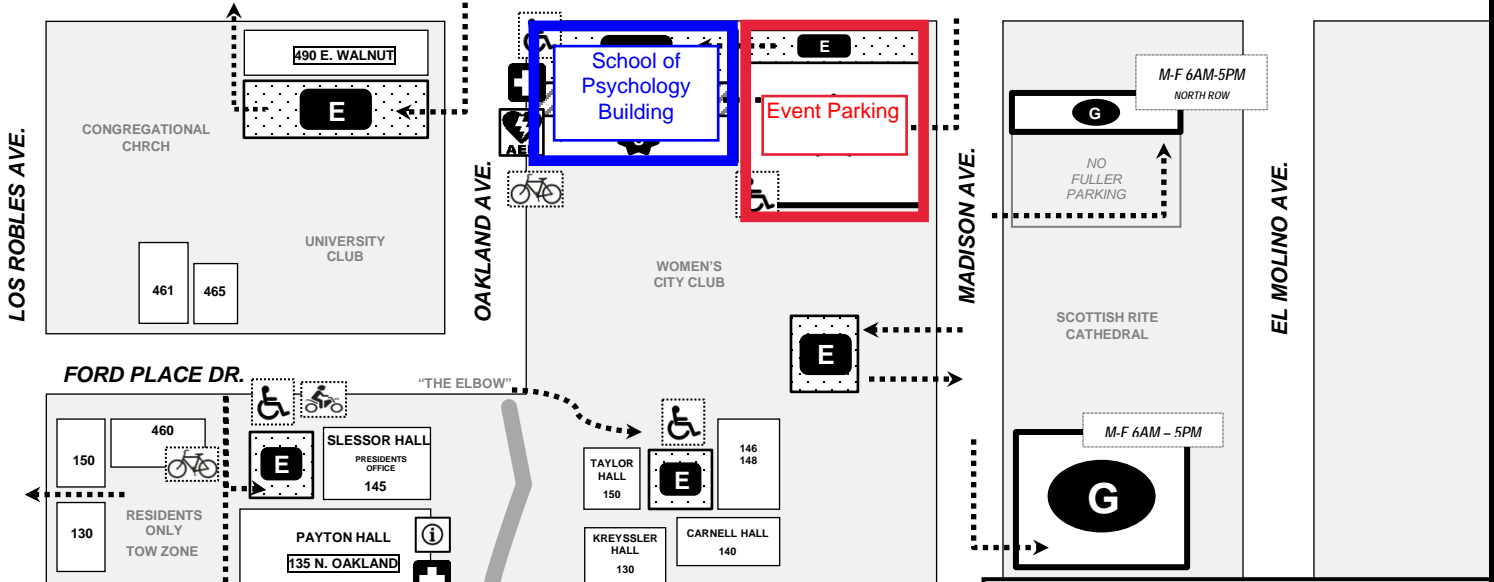 490 E. WALNUT
E
CONGREGATIONAL
CHRCH
LOS ROBLES AVE.
UNIVERSITY
CLUB
461
465
OAKLAND AVE.
AED
School of
Psychology
Building
E
Event Parking
WOMEN'S
CITY CLUB
MADISON AVE.
M-F 6AM-5PM
NORTH ROW
G
NO
FULLER
PARKING
SCOTTISH RITE
CATHEDRAL
EL MOLINO AVE.
E
FORD PLACE DR.
"THE ELBOW"
150
460
130
RESIDENTS
ONLY
TOW ZONE
E
SLESSOR HALL
PRESIDENTS
OFFICE
145
PAYTON HALL
135 N. OAKLAND
i
TAYLOR
HALL
150
E
146
148
KREYSSLER
HALL
130
CARNELL HALL
140
M-F 6AM – 5PM
G